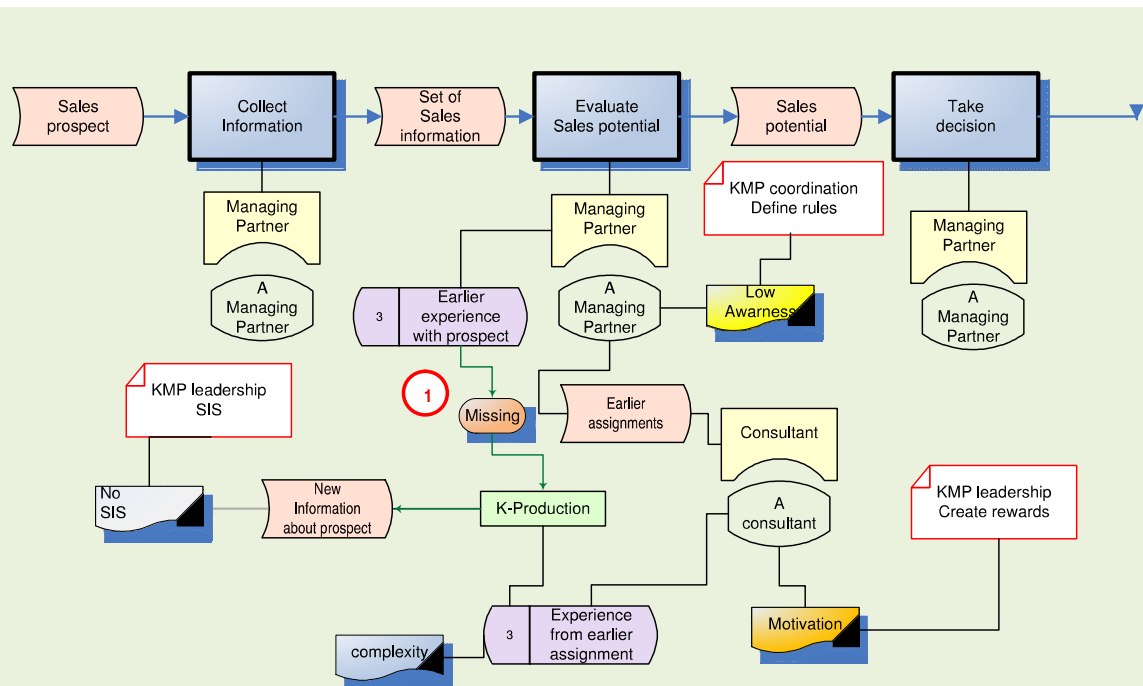 Sales
prospect
Collect
Information
Set of
Sales
information
Evaluate
Sales potential
Sales
potential
Take
decision
Managing
Partner
A
Managing
Partner
Managing
Partner
A
Managing
Partner
KMP coordination
Define rules
Low
Awarness
Managing
Partner
A
Managing
Partner
3
Earlier
experience
with prospect
1
Missing
Earlier
assignments
Consultant
A
consultant
KMP leadership
SIS
No
SIS
New
Information
about prospect
K-Production
KMP leadership
Create rewards
Motivation
3
Experience
from earlier
assignment
complexity